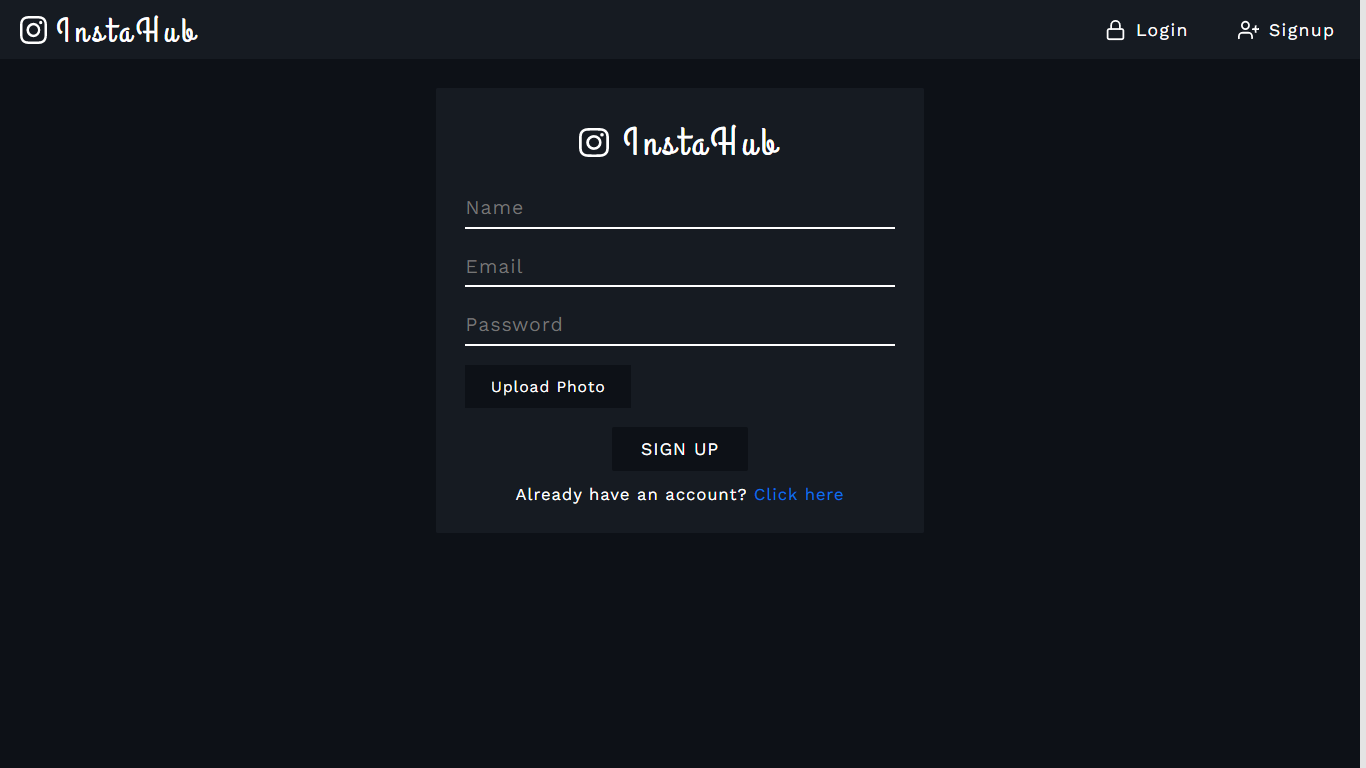 InstaHub Login Signup
InstaHub
Name
Email
Password
Upload Photo
SIGN UP
Already have an account? Click here